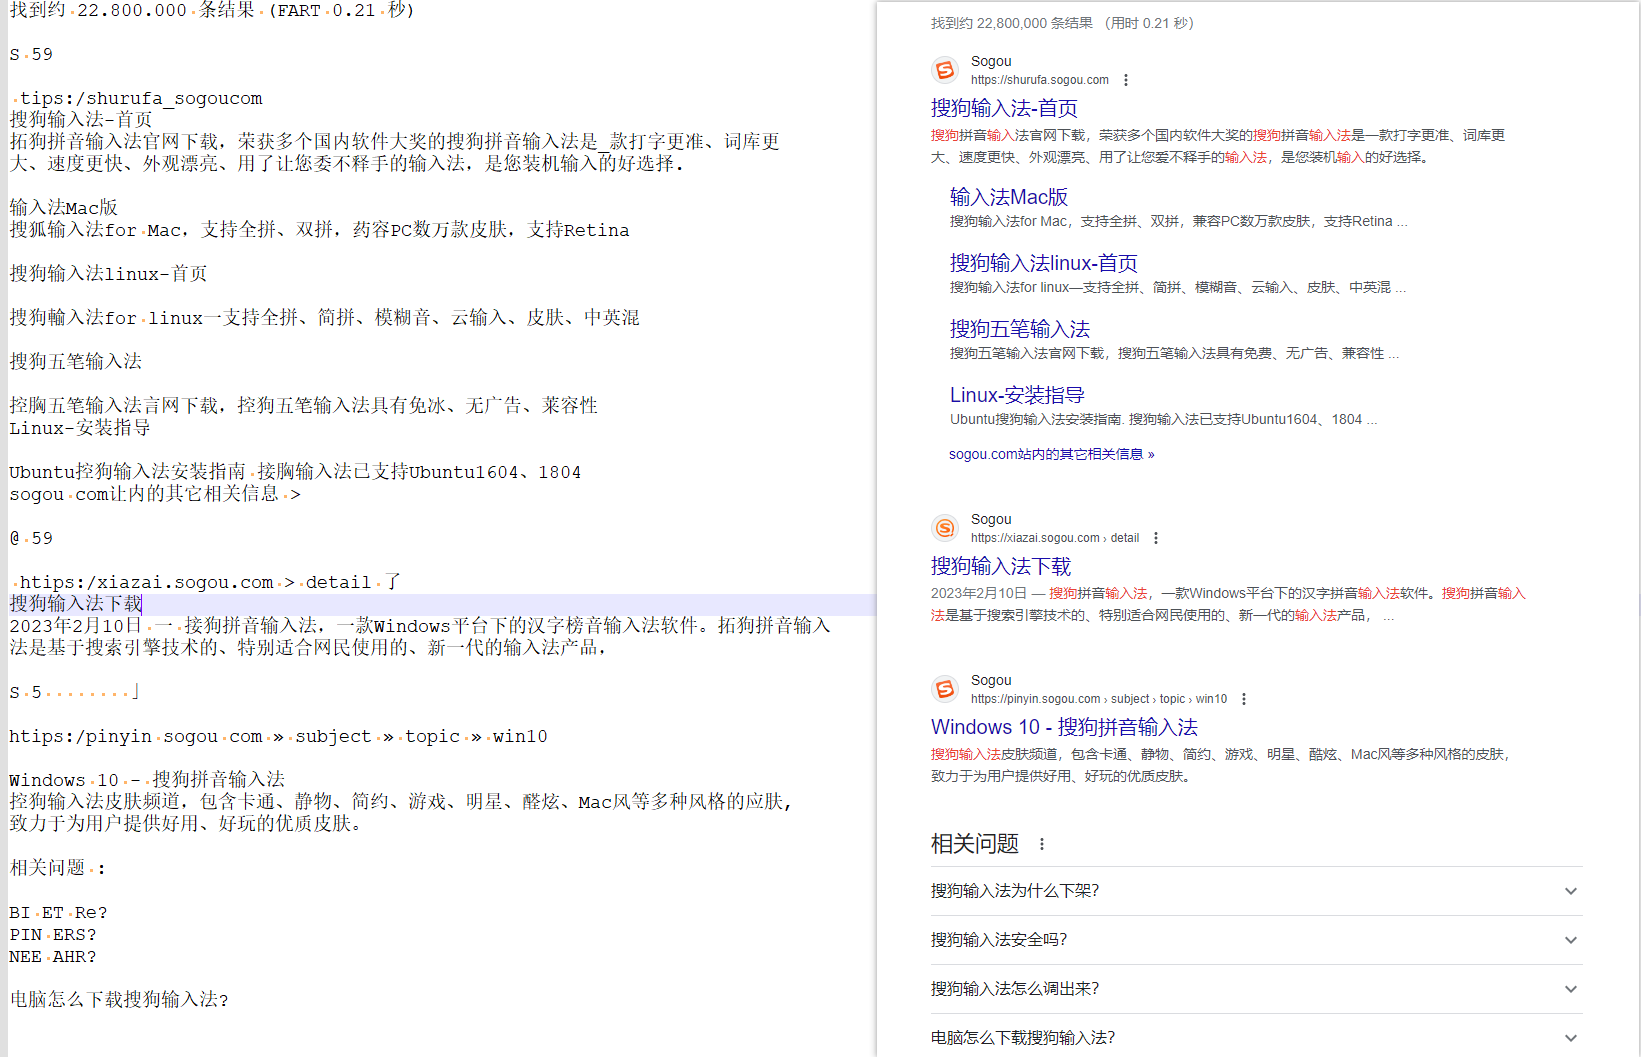 找到约 22.800.000 条结果 (FART 0.21 秒)
S 59
tips:/shurufa_sogoucom
搜狗输入法-首页
拓狗拼音输入法官网下载, 荣获多个国内软件大奖的搜狗拼音输入法是_款打字更准、词库更
大、速度更快、外观漂亮、用了让您委不释手的输入法, 是您装机输入的好选择.
输入法Mac版
搜狐输入法for Mac, 支持全拼、双拼, 药容PC数万款皮肤, 支持Retina
搜狗输入法linux-首页
搜狗輸入法for linux一支持全拼、简拼、模糊音、云输入、皮肤、中英混
搜狗五笔输入法
控胸五笔输入法言网下载, 控狗五笔输入法具有免冰、无广告、莱容性
Linux-安装指导
Ubuntu控狗输入法安装指南 接胸输入法已支持Ubuntu1604、1804
sogou com让内的其它相关信息 >
@ 59
htips:/xiazai.sogou.com > detail 了
搜狗输入法下载
2023年2月10日 一 接狗拼音输入法, 一款Windows平台下的汉字榜音输入法软件。拓狗拼音输入
法是基于搜索引擎技术的、特别适合网民使用的、新一代的输入法产品,
S 5 」
htips:/pinyin sogou com » subject » topic » win10
Windows 10 - 搜狗拼音输入法
控狗输入法皮肤频道, 包含卡通、静物、简约、游戏、明星、醛炫、Mac风等多种风格的应肤,
致力于为用户提供好用、好玩的优质皮肤。
相关问题 :
BI ET Re?
PIN ERS?
NEE AHR?
电脑怎么下载搜狗输入法?
找到约 22,800,000 条结果 （用时 0.21 秒）
Sogou
https://shurufa.sogou.com
搜狗输入法-首页
搜狗拼音输入法官网下载，荣获多个国内软件大奖的搜狗拼音输入法是一款打字更准、词库更
大、速度更快、外观漂亮、用了让您爱不释手的输入法，是您装机输入的好选择。
输入法Mac版
搜狗输入法for Mac，支持全拼、双拼，兼容PC数万款皮肤，支持Retina ...
搜狗输入法linux-首页
搜狗输入法for linux—支持全拼、简拼、模糊音、云输入、皮肤、中英混 ...
搜狗五笔输入法
搜狗五笔输入法官网下载，搜狗五笔输入法具有免费、无广告、兼容性 ...
Linux-安装指导
Ubuntu搜狗输入法安装指南. 搜狗输入法已支持Ubuntu1604、1804 ...
sogou.com站内的其它相关信息 »
Sogou
https://xiazai.sogou.com › detail
搜狗输入法下载
2023年2月10日 — 搜狗拼音输入法，一款Windows平台下的汉字拼音输入法软件。搜狗拼音输入
法是基于搜索引擎技术的、特别适合网民使用的、新一代的输入法产品， ...
Sogou
https://pinyin.sogou.com › subject › topic › win10
Windows 10 - 搜狗拼音输入法
搜狗输入法皮肤频道，包含卡通、静物、简约、游戏、明星、酷炫、Mac风等多种风格的皮肤，
致力于为用户提供好用、好玩的优质皮肤。
相关问题
搜狗输入法为什么下架？
搜狗输入法安全吗？
搜狗输入法怎么调出来？
电脑怎么下载搜狗输入法？